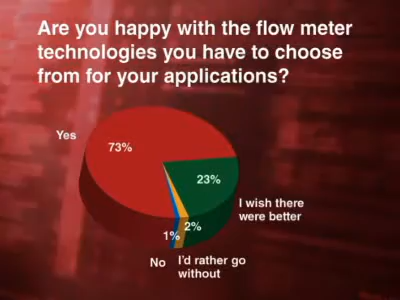 Are you happy with the flow meter
technologies you have to choose
from for your applications?
Yes
73%
23%
I wish there
were better
2%
1%
No
I'd rather go
without